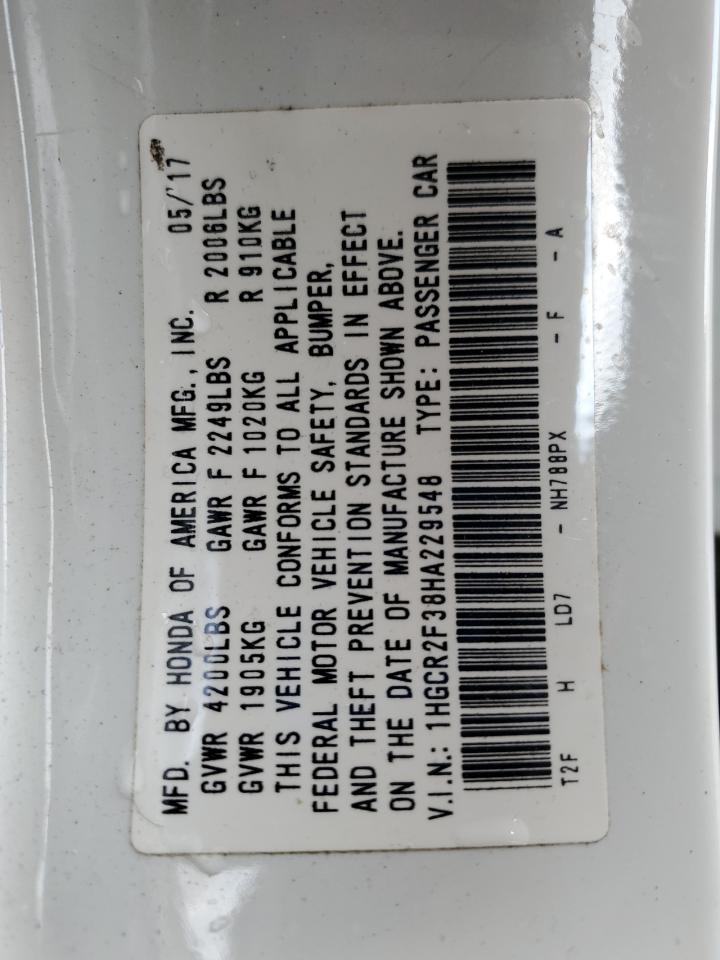 MFD. BY HONDA OF AMERICA MFG., INC. 05/'17
GVWR 4200LBS GAWR F 2249LBS R 2006LBS
GVWR 1905KG GAWR F 1020KG R 910KG
THIS VEHICLE CONFORMS TO ALL APPLICABLE
FEDERAL MOTOR VEHICLE SAFETY, BUMPER,
AND THEFT PREVENTION STANDARDS IN EFFECT
ON THE DATE OF MANUFACTURE SHOWN ABOVE.
V.I.N.: 1HGCR2F38HA229548 TYPE: PASSENGER CAR
T2F H LD7 - NH788PX - F - A